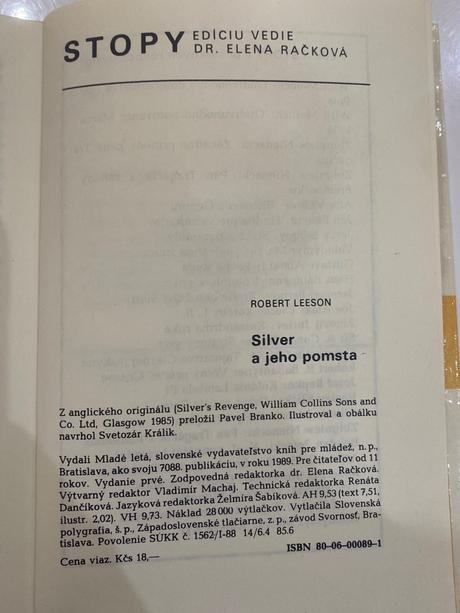 STOPY EDÍCIU VEDIE
DR. ELENA RAČKOVÁ
ROBERT LEESON
Silver
a jeho pomsta
Z anglického originálu (Silver's Revenge, William Collins Sons and
Co. Ltd, Glasgow 1985) preložil Pavel Branko. Ilustroval a obálku
navrhol Svetozár Králik.
Vydali Mladé letá, slovenské vydavateľstvo kníh pre mládež, n. p.,
Bratislava, ako svoju 7088. publikáciu, v roku 1989. Pre čitateľov od 11
rokov. Vydanie prvé. Zodpovedná redaktorka dr. Elena Račková.
Výtvarný redaktor Vladimír Machaj. Technická redaktorka Renáta
Dančíková. Jazyková redaktorka Želmíra Šabíková. AH 9,53 (text 7,51,
ilustr. 2,02). VH 9,73. Náklad 28 000 výtlačkov. Vytlačila Slovenská
polygrafia, š. p., Západoslovenské tlačiarne, z. p., závod Svornosť, Bra-
tislava. Povolenie SÚKK č. 1562/I-88 14/6.4 85.6
ISBN 80-06-00089-1
Cena viaz. Kčs 18,—